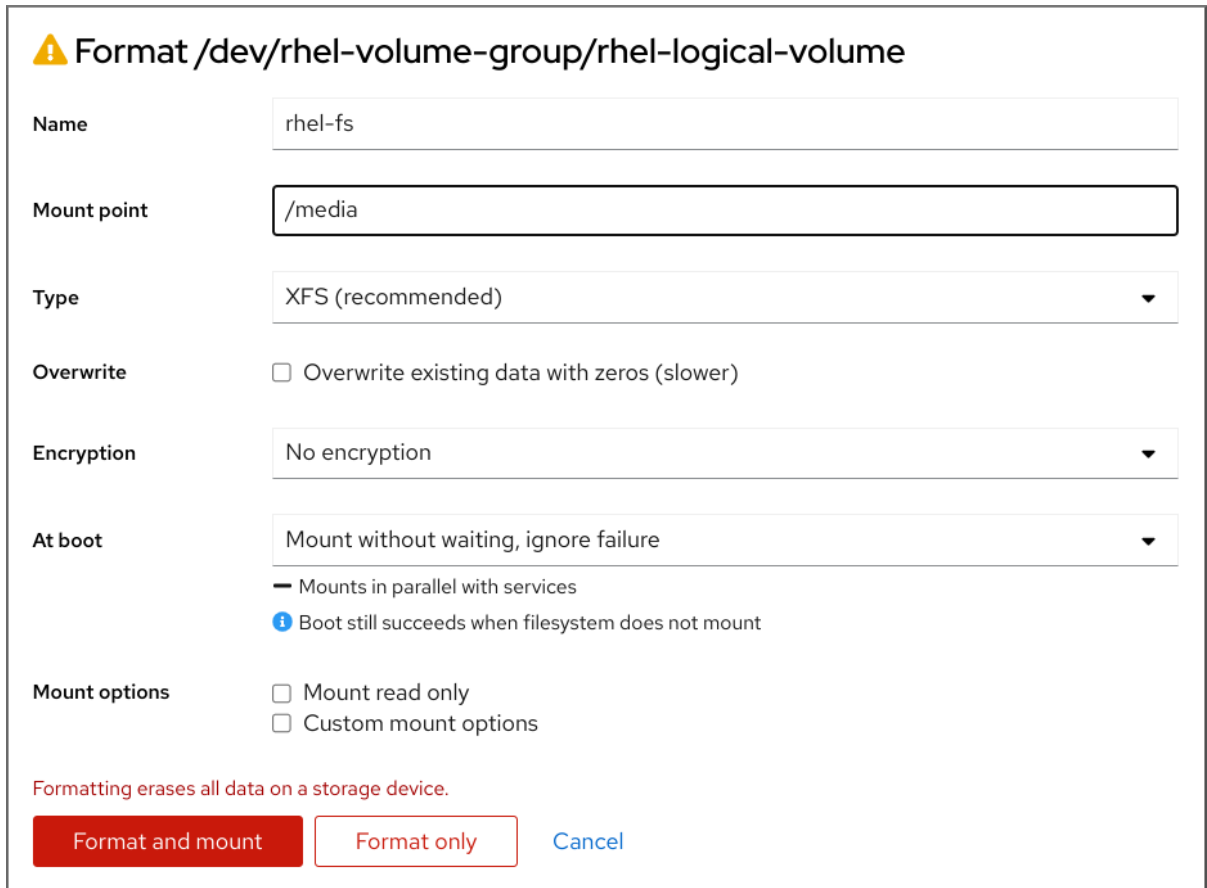 Format /dev/rhel-volume-group/rhel-logical-volume
Name rhel-fs
Mount point /media
Type XFS (recommended)
Overwrite Overwrite existing data with zeros (slower)
Encryption No encryption
At boot Mount without waiting, ignore failure
Mounts in parallel with services
Boot still succeeds when filesystem does not mount
Mount options Mount read only
Custom mount options
Formatting erases all data on a storage device.
Format and mount Format only Cancel